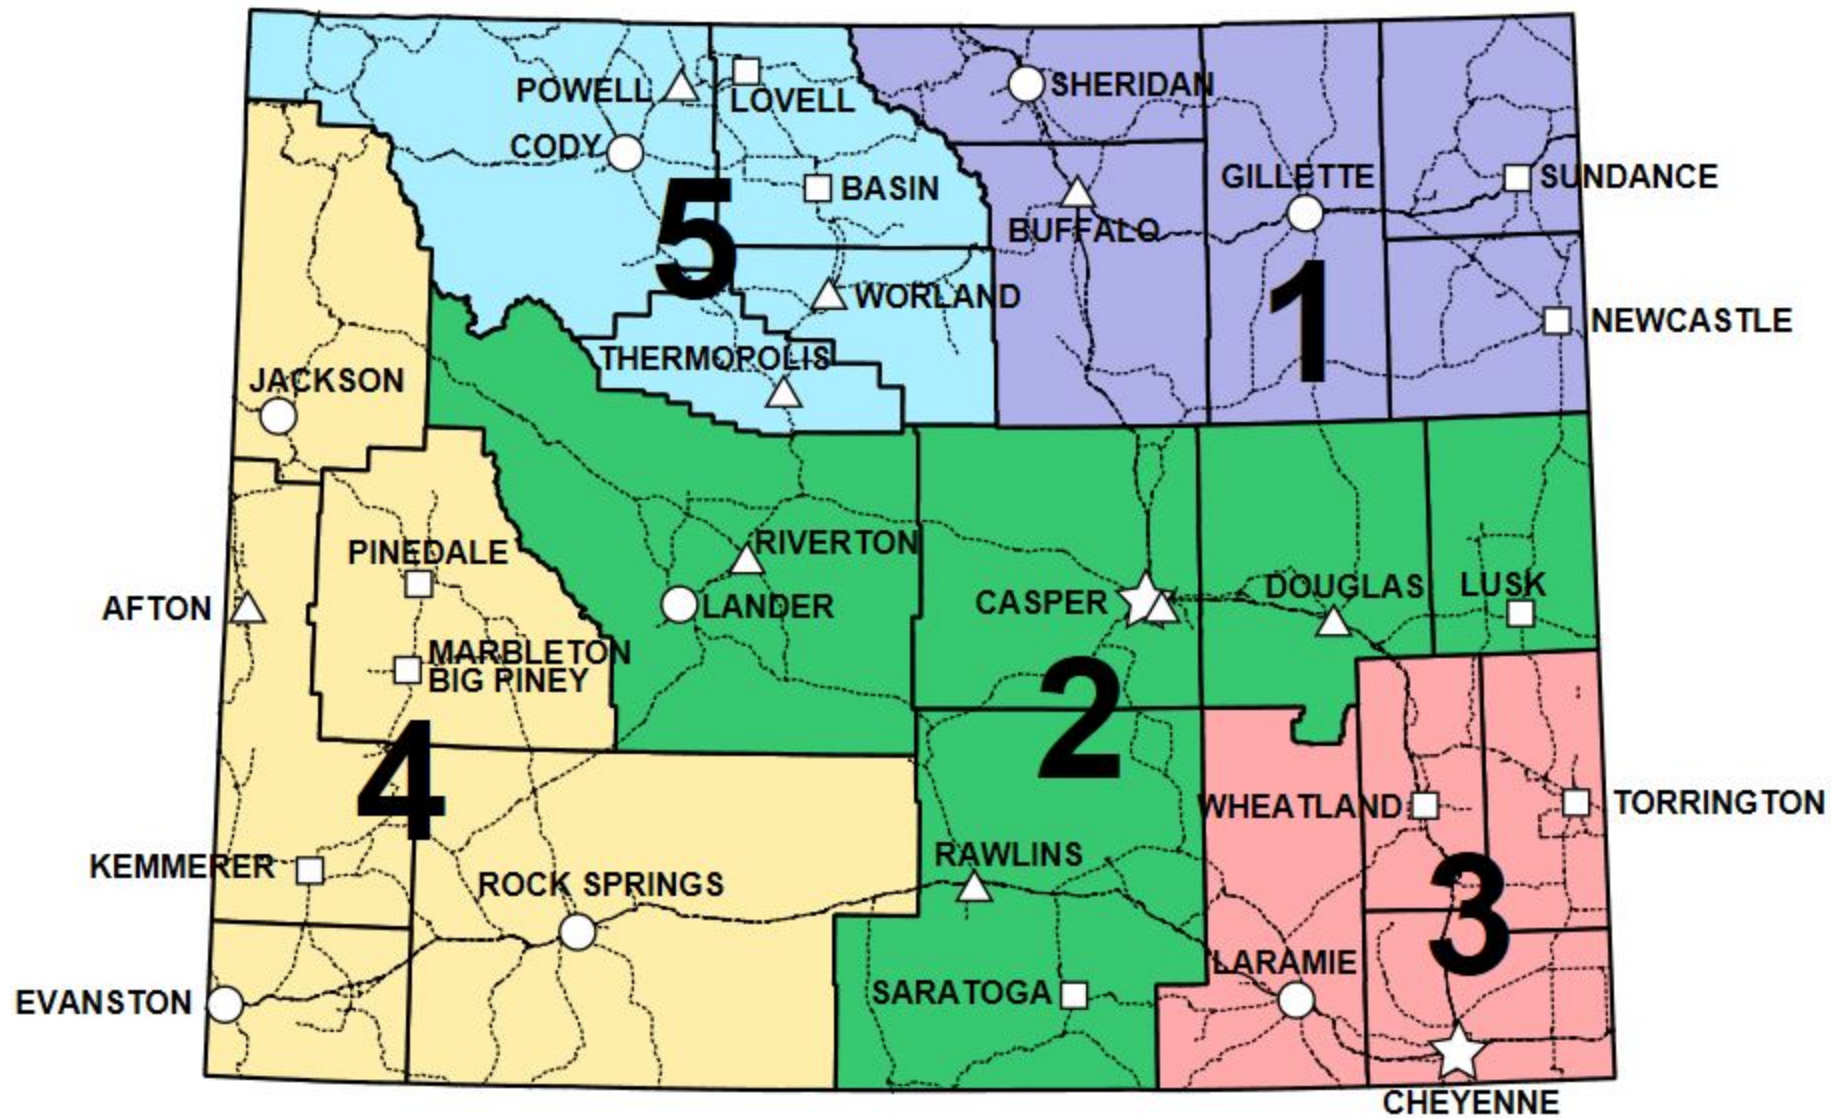 POWELL
LOVELL
SHERIDAN
CODY
BASIN
GILLETTE
SUNDANCE
5
BUFFALO
WORLAND
1
NEWCASTLE
THERMOPOLIS
JACKSON
RIVERTON
PINEDALE
AFTON
LANDER
CASPER
DOUGLAS
LUSK
MARBLETON
BIG PINEY
2
4
WHEATLAND
TORRINGTON
KEMMERER
ROCK SPRINGS
RAWLINS
3
EVANSTON
SARATOGA
LARAMIE
CHEYENNE